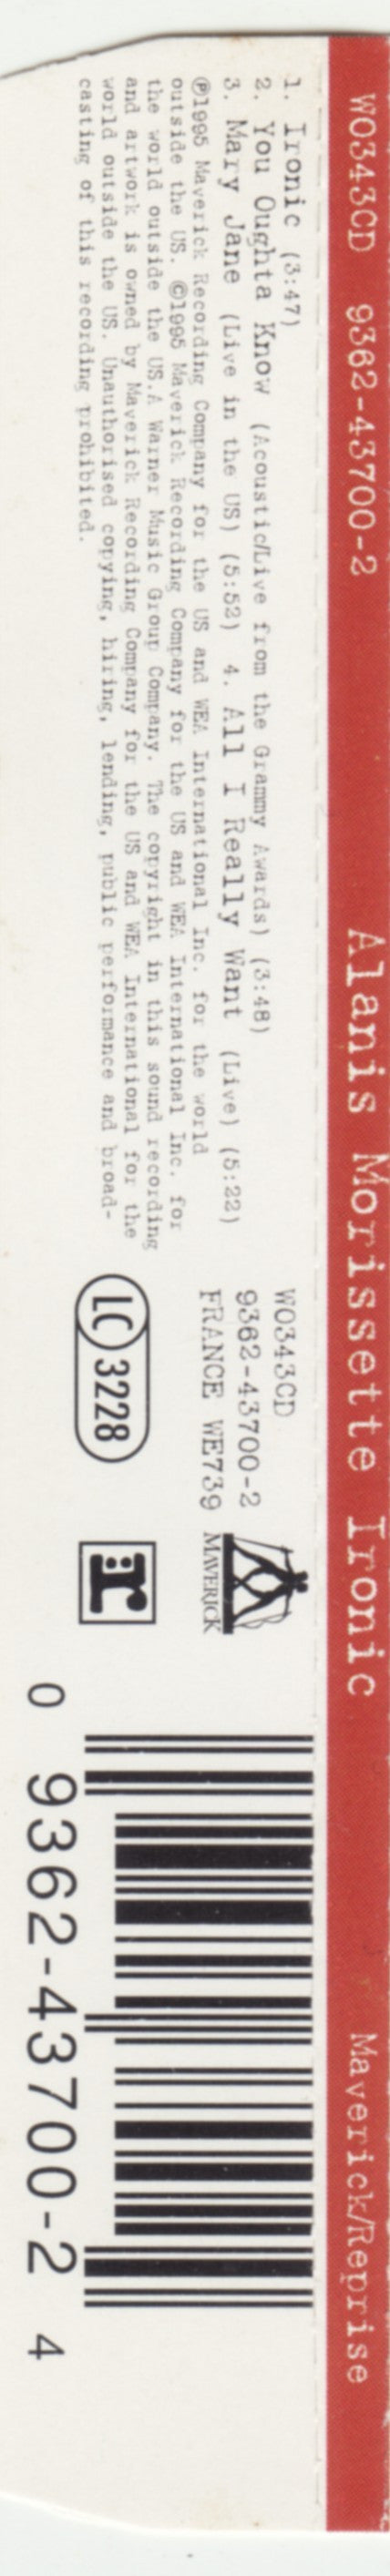 W0343CD 9362-43700-2 Alanis Morissette Ironic Maverick/Reprise
1. Ironic (3:47)
2. You Oughta Know (Acoustic/Live from the Grammy Awards) (3:48)
3. Mary Jane (Live in the US) (5:52) 4. All I Really Want (Live) (5:22)
℗1995 Maverick Recording Company for the US and WEA International Inc. for the world
outside the US. ©1995 Maverick Recording Company for the US and WEA International Inc. for
the world outside the US.A Warner Music Group Company. The copyright in this sound recording
and artwork is owned by Maverick Recording Company for the US and WEA International for the
world outside the US. Unauthorised copying, hiring, lending, public performance and broad-
casting of this recording prohibited.
W0343CD
9362-43700-2
FRANCE WE739
LC 3228
MAVERICK
:r
0 9362-43700-2 4